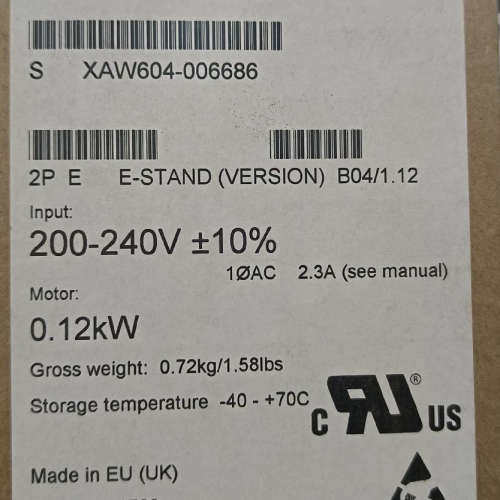 S XAW604-006686
2P E E-STAND (VERSION) B04/1.12
Input:
200-240V ±10%
1ØAC 2.3A (see manual)
Motor:
0.12kW
Gross weight: 0.72kg/1.58lbs
Storage temperature -40 - +70C
C RU® US
Made in EU (UK)